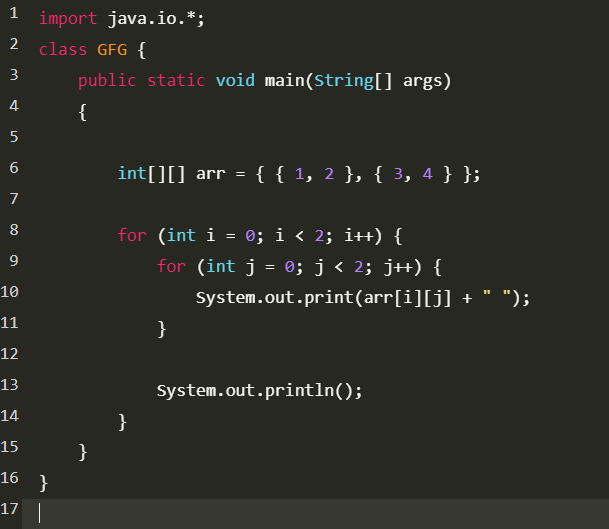 1 import java.io.*;
2 class GFG {
3     public static void main(String[] args)
4     {
5
6         int[][] arr = { { 1, 2 }, { 3, 4 } };
7
8         for (int i = 0; i < 2; i++) {
9             for (int j = 0; j < 2; j++) {
10                 System.out.print(arr[i][j] + " ");
11             }
12
13             System.out.println();
14         }
15     }
16 }
17